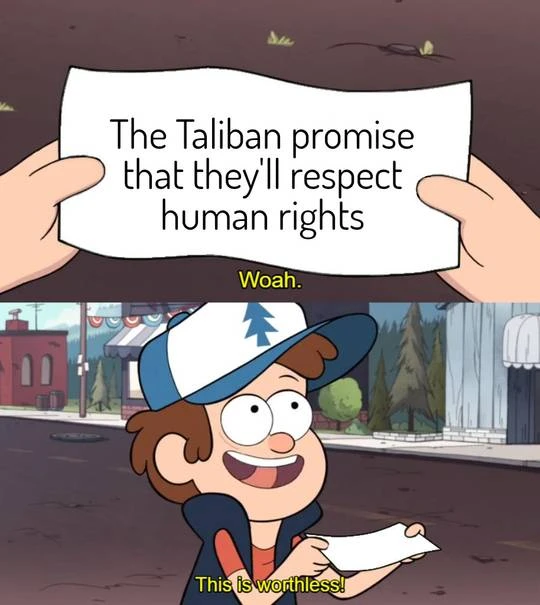 The Taliban promise
that they'll respect
human rights
Woah.
This is worthless!